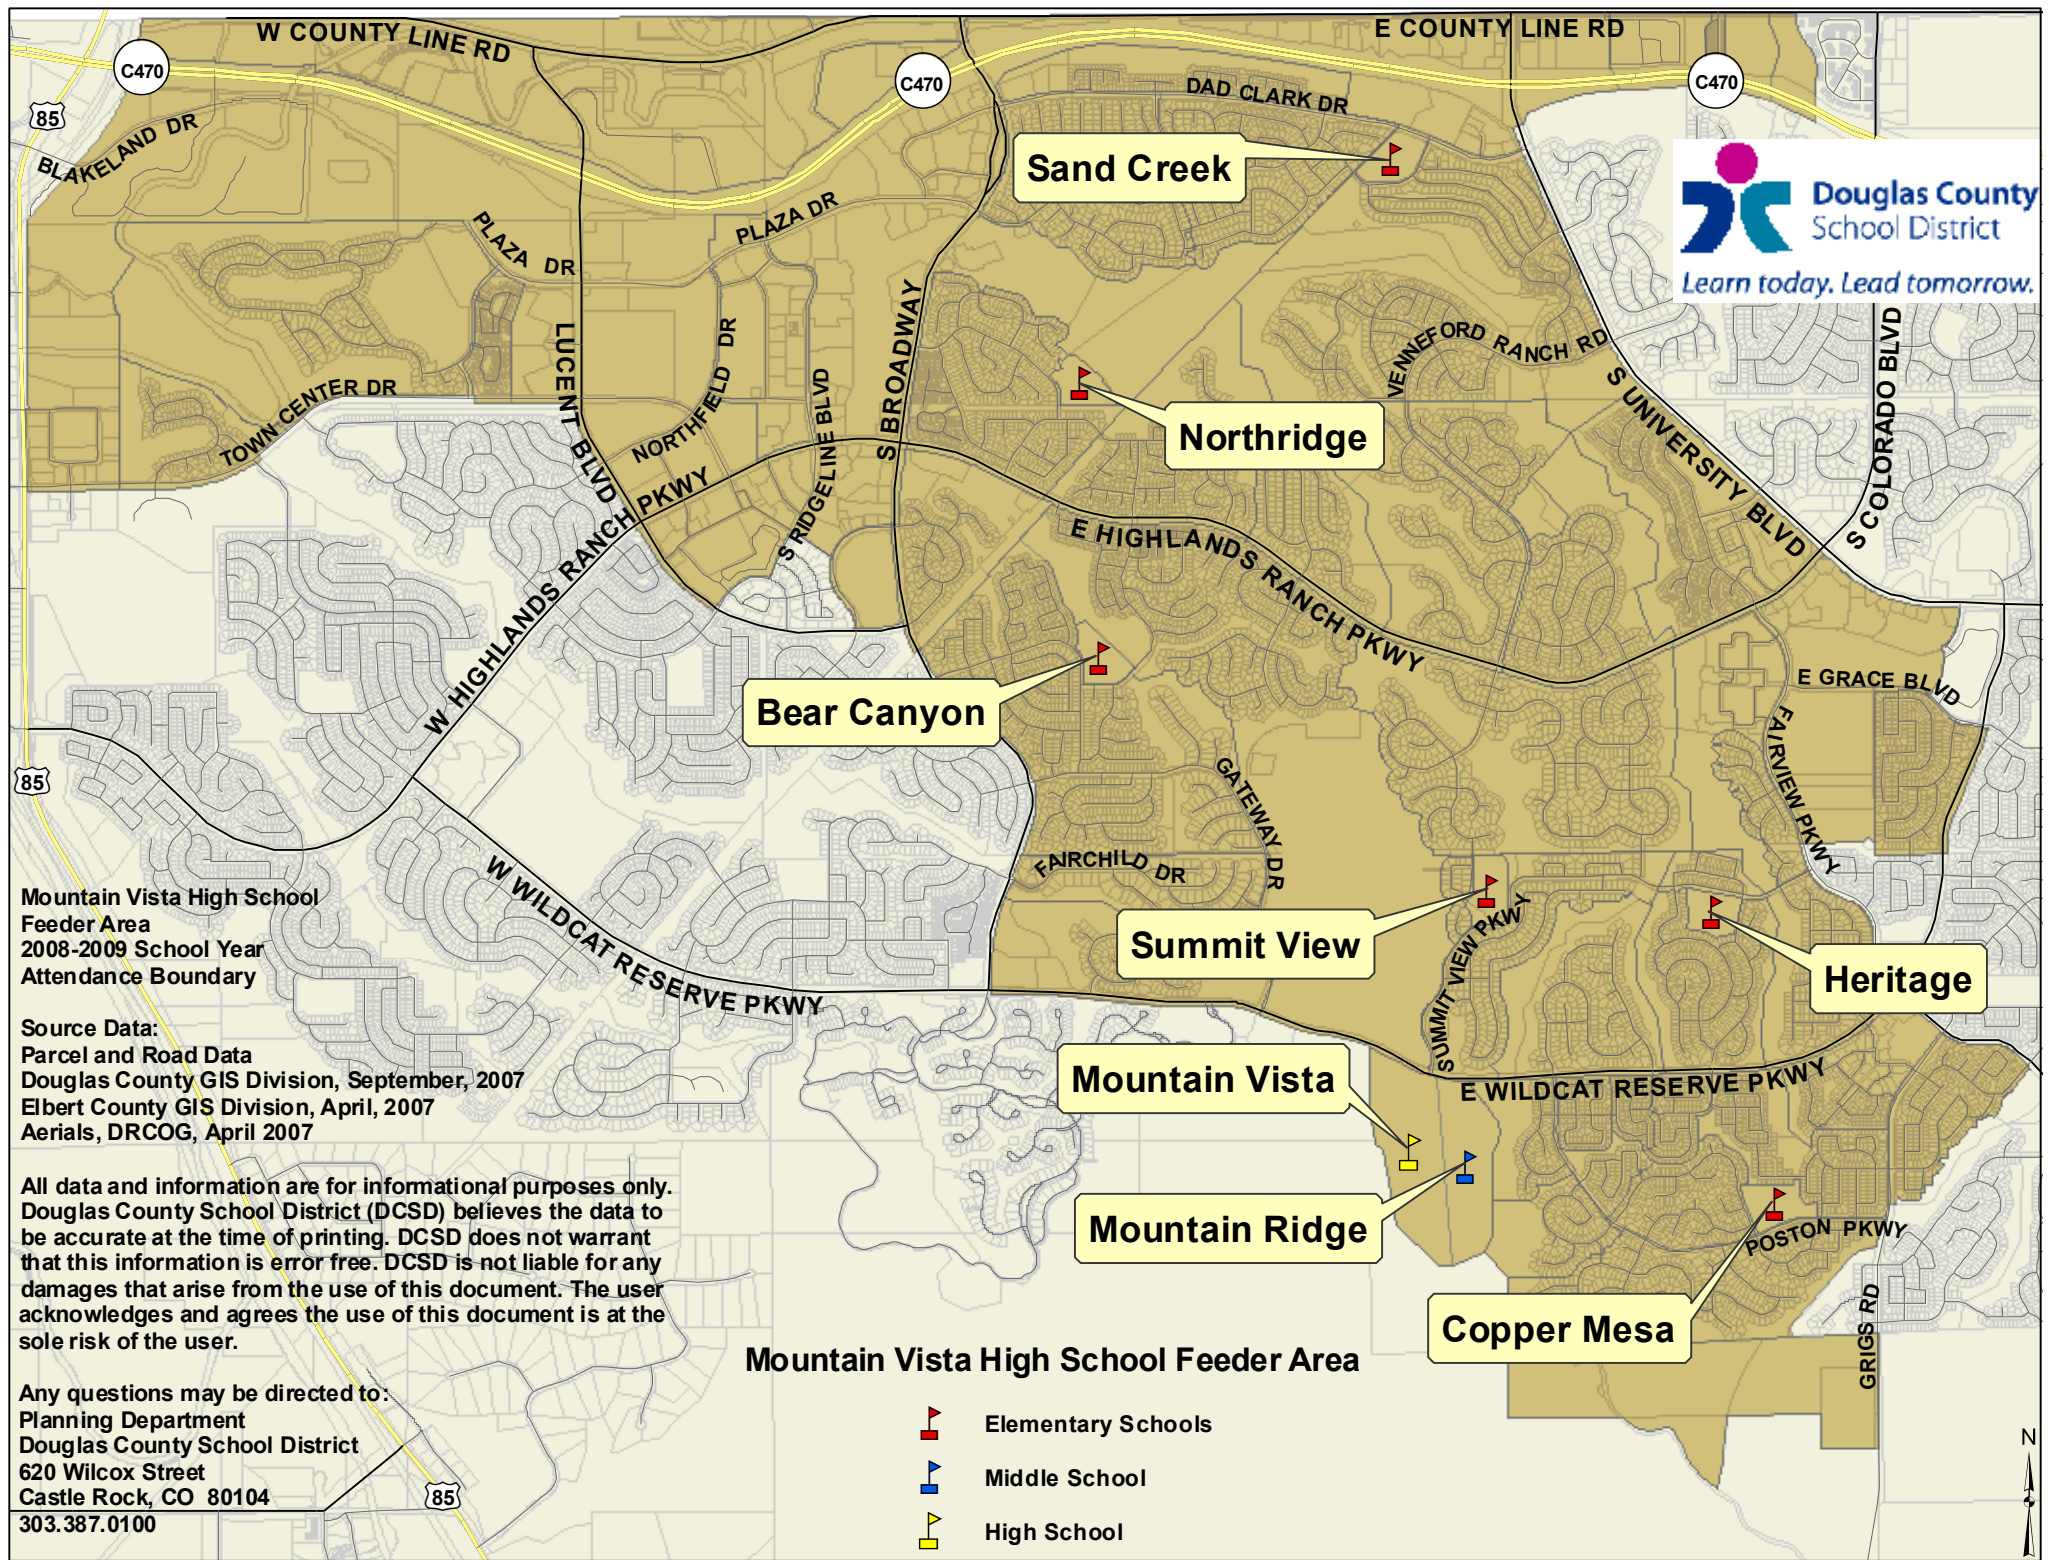 W COUNTY LINE RD
E COUNTY LINE RD
C470
C470
C470
85
BLAKELAND DR
DAD CLARK DR
Sand Creek
Douglas County
School District
Learn today. Lead tomorrow.
PLAZA DR
PLAZA DR
LUCENT BLVD
NORTHFIELD DR
S RIDGELINE BLVD
S BROADWAY
VENNEFORD RANCH RD
S UNIVERSITY BLVD
S COLORADO BLVD
TOWN CENTER DR
Northridge
W HIGHLANDS RANCH PKWY
E HIGHLANDS RANCH PKWY
Bear Canyon
E GRACE BLVD
FAIRVIEW PKWY
GATEWAY DR
FAIRCHILD DR
85
W WILDCAT RESERVE PKWY
Summit View
SUMMIT VIEW PKWY
Heritage
Mountain Vista
E WILDCAT RESERVE PKWY
Mountain Ridge
POSTON PKWY
Copper Mesa
GRIGS RD
Mountain Vista High School
Feeder Area
2008-2009 School Year
Attendance Boundary
Source Data:
Parcel and Road Data
Douglas County GIS Division, September, 2007
Elbert County GIS Division, April, 2007
Aerials, DRCOG, April 2007
All data and information are for informational purposes only.
Douglas County School District (DCSD) believes the data to
be accurate at the time of printing. DCSD does not warrant
that this information is error free. DCSD is not liable for any
damages that arise from the use of this document. The user
acknowledges and agrees the use of this document is at the
sole risk of the user.
Any questions may be directed to:
Planning Department
Douglas County School District
620 Wilcox Street
Castle Rock, CO 80104
303.387.0100
85
Mountain Vista High School Feeder Area
Elementary Schools
Middle School
High School
N